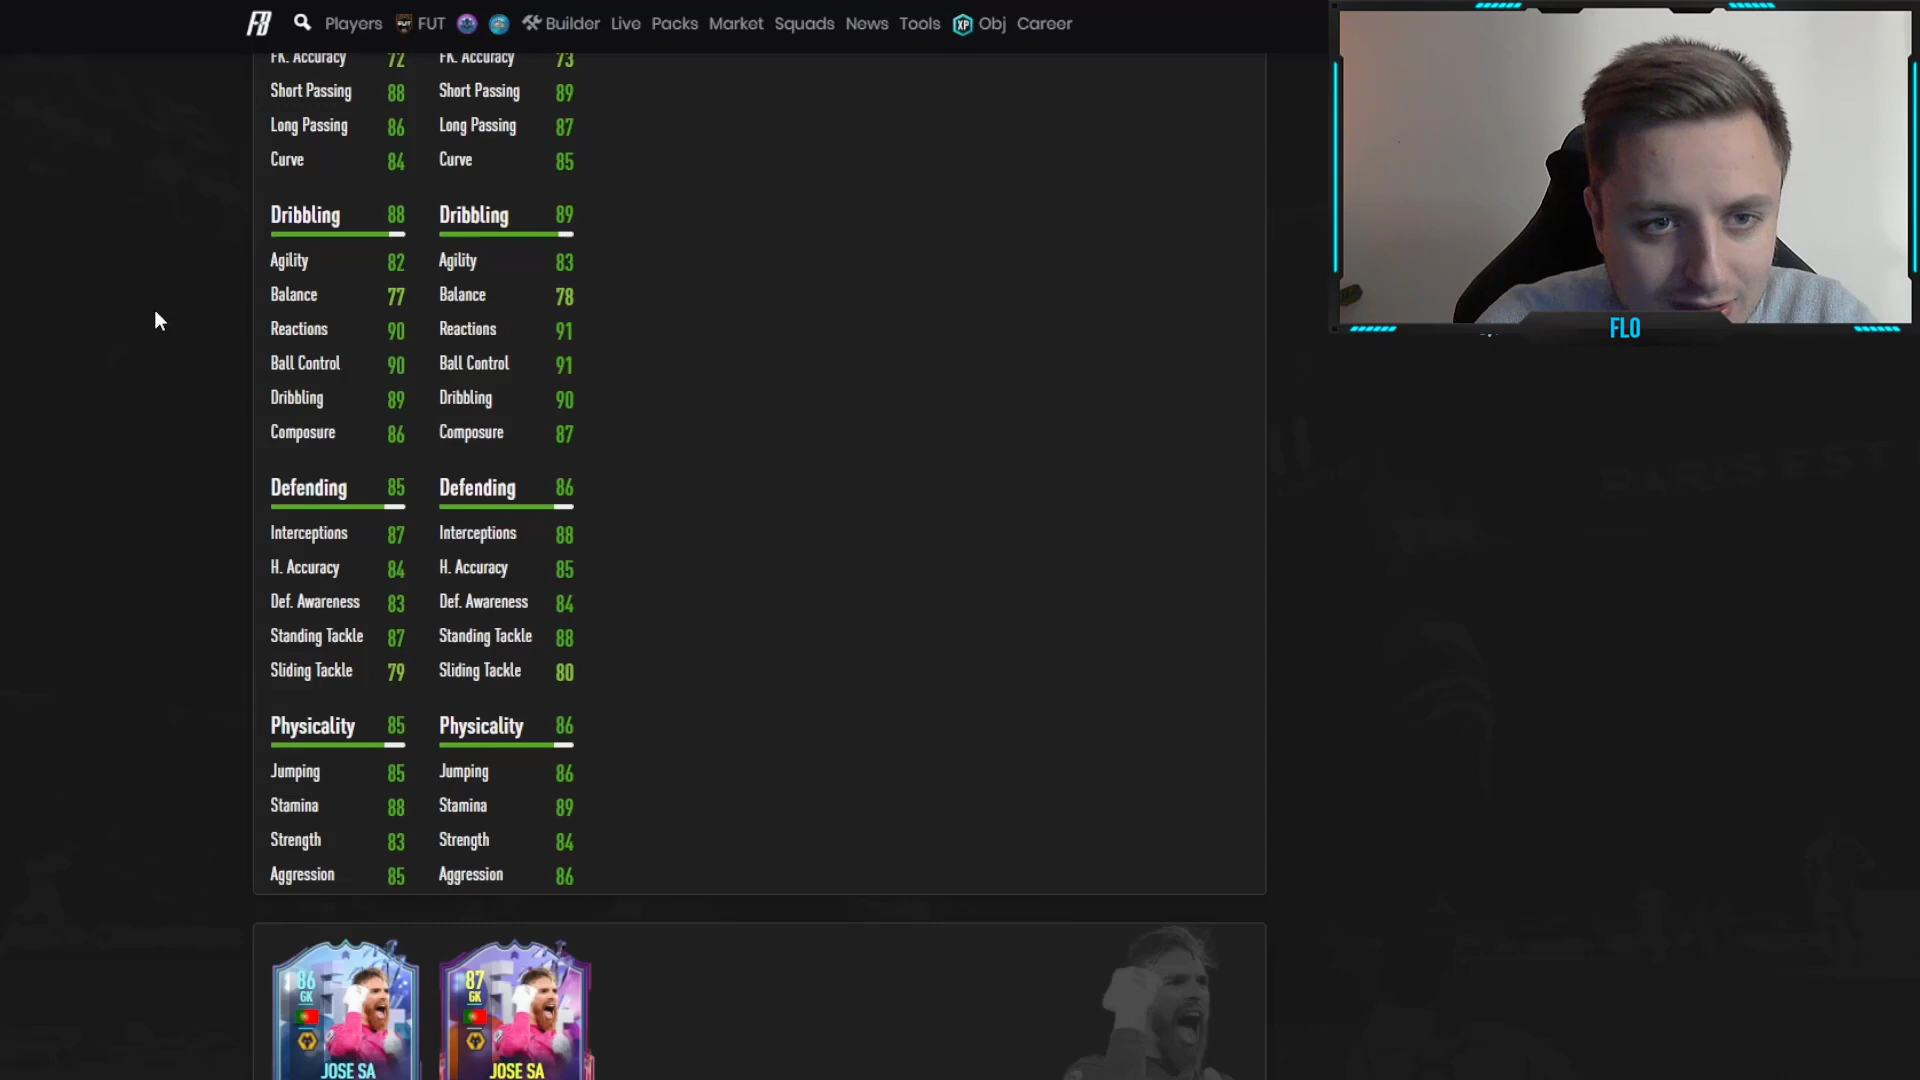 FB Players FUT Builder Live Packs Market Squads News Tools XP Obj Career
FK. Accuracy 72 FK. Accuracy 73
Short Passing 88 Short Passing 89
Long Passing 86 Long Passing 87
Curve 84 Curve 85
Dribbling 88 Dribbling 89
Agility 82 Agility 83
Balance 77 Balance 78
Reactions 90 Reactions 91
Ball Control 90 Ball Control 91
Dribbling 89 Dribbling 90
Composure 86 Composure 87
Defending 85 Defending 86
Interceptions 87 Interceptions 88
H. Accuracy 84 H. Accuracy 85
Def. Awareness 83 Def. Awareness 84
Standing Tackle 87 Standing Tackle 88
Sliding Tackle 79 Sliding Tackle 80
Physicality 85 Physicality 86
Jumping 85 Jumping 86
Stamina 88 Stamina 89
Strength 83 Strength 84
Aggression 85 Aggression 86
86 87
GK GK
JOSE SA JOSE SA
FLO